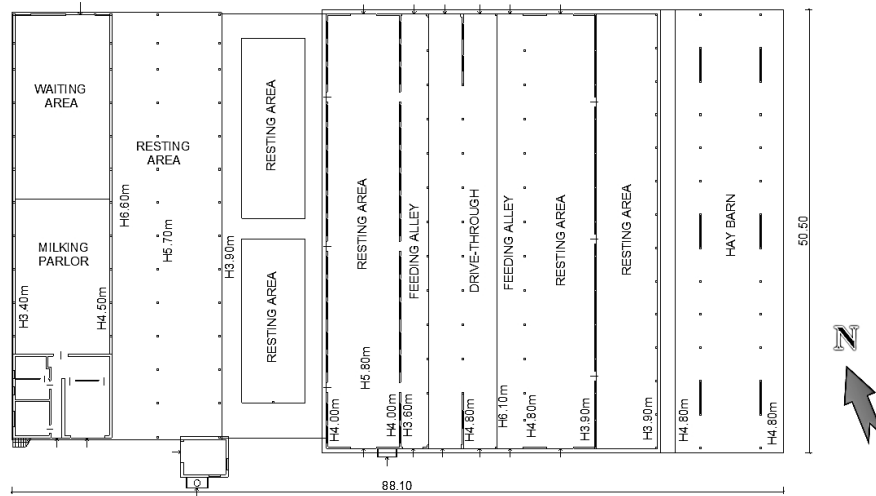 WAITING
AREA
RESTING
AREA
MILKING
PARLOR
H3.40m
H4.50m
H6.60m
H5.70m
H3.90m
RESTING AREA
RESTING AREA
RESTING AREA
H5.80m
H4.00m
H4.00m
H3.60m
FEEDING ALLEY
DRIVE-THROUGH
H4.80m
FEEDING ALLEY
H6.10m
H4.80m
RESTING AREA
H3.90m
RESTING AREA
H3.90m
H4.80m
HAY BARN
H4.80m
50.50
N
88.10